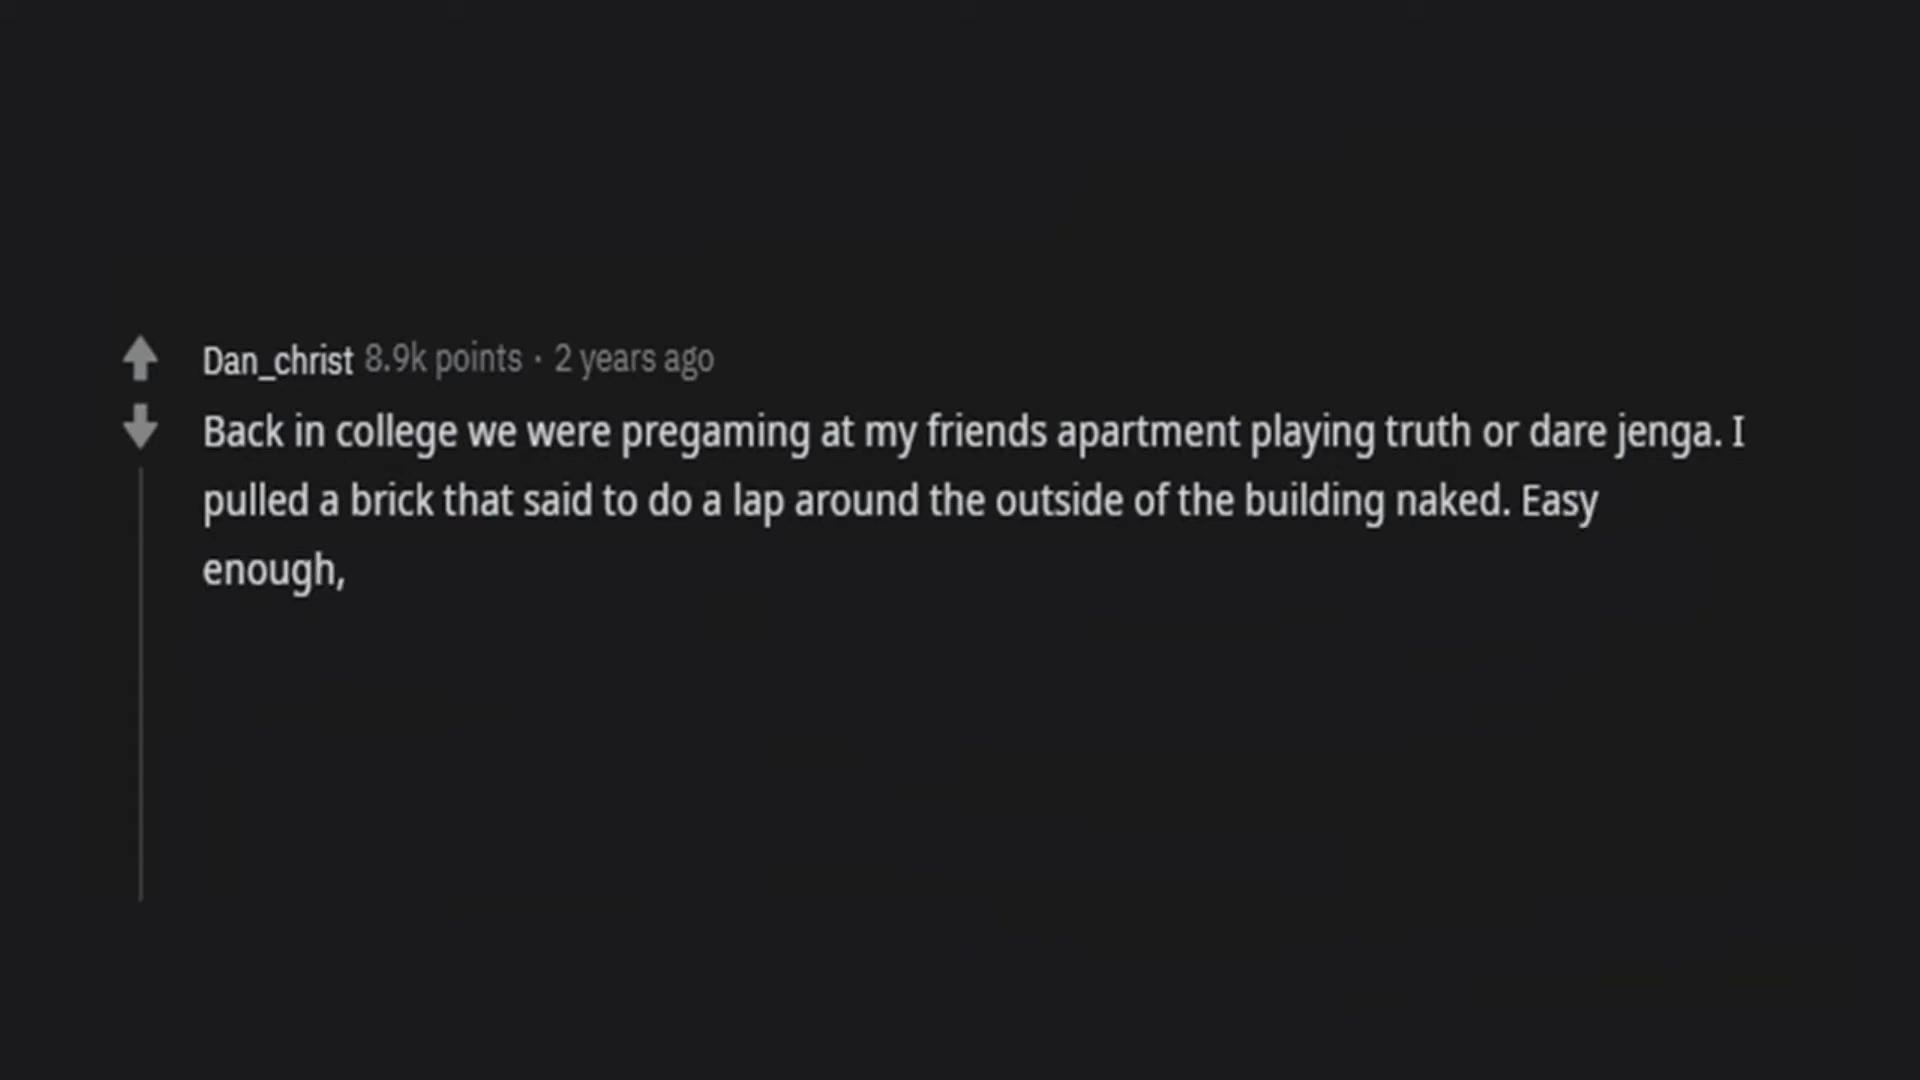 Dan_christ 8.9k points · 2 years ago
Back in college we were pregaming at my friends apartment playing truth or dare jenga. I
pulled a brick that said to do a lap around the outside of the building naked. Easy
enough,